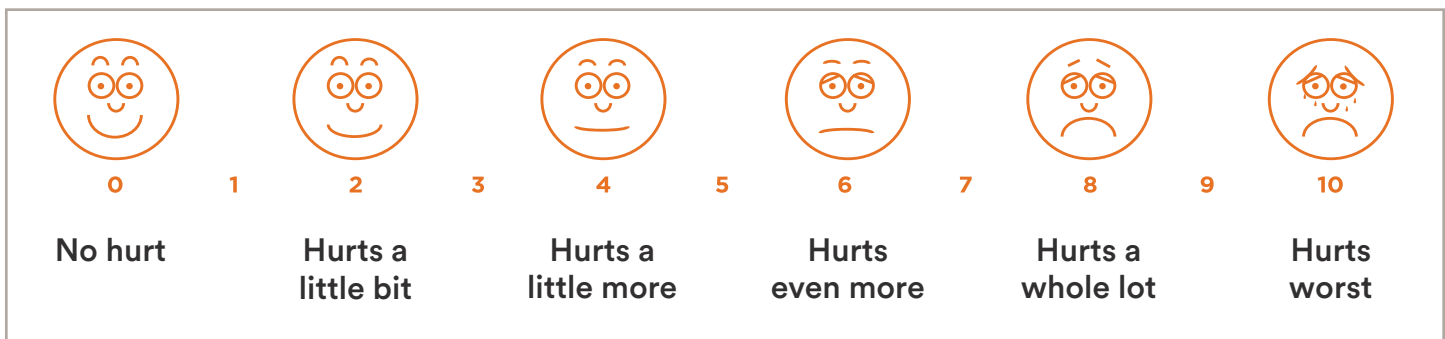 0 1 2 3 4 5 6 7 8 9 10
No hurt
Hurts a
little bit
Hurts a
little more
Hurts
even more
Hurts a
whole lot
Hurts
worst